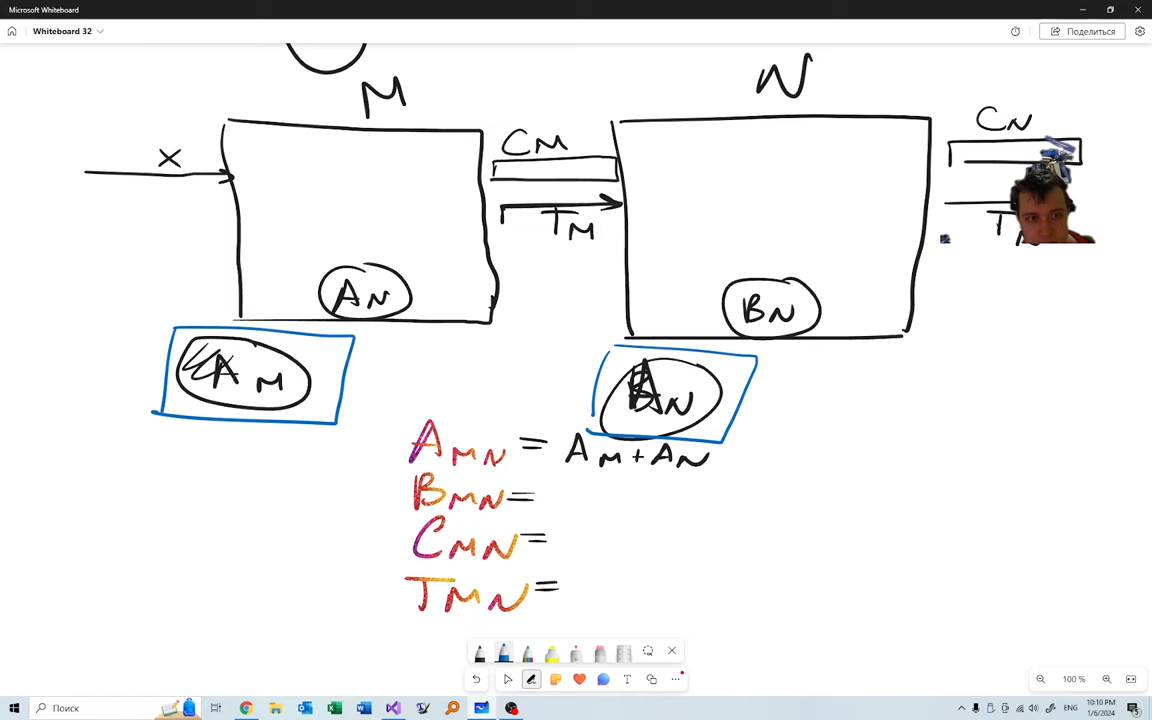 Microsoft Whiteboard
Whiteboard 32
Поделиться
M
N
X
CM
TM
CN
T
AN
BN
AM
AN
AMN = AM + AN
BMN =
CMN =
TMN =
100 %
Поиск
ENG
10:10 PM
1/6/2024